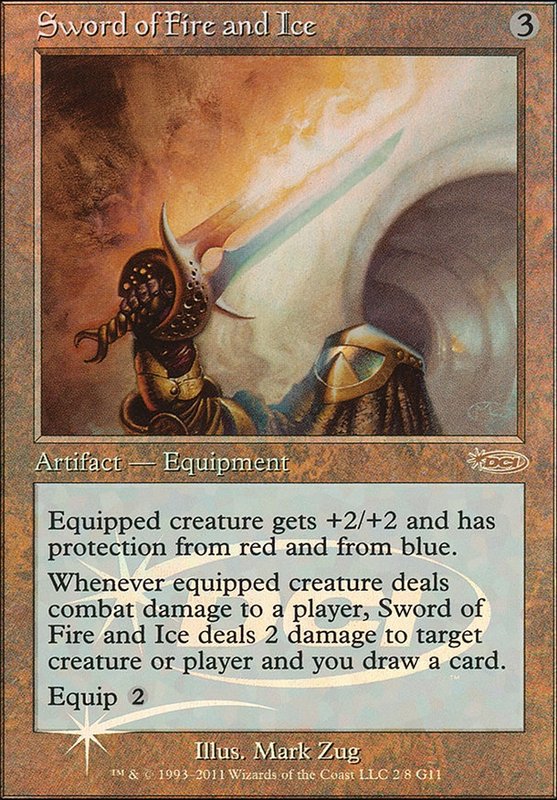 Sword of Fire and Ice 3
Artifact — Equipment DCI
Equipped creature gets +2/+2 and has
protection from red and from blue.
Whenever equipped creature deals
combat damage to a player, Sword of
Fire and Ice deals 2 damage to target
creature or player and you draw a card.
Equip 2
DCI
TM
Illus. Mark Zug
™ & © 1993–2011 Wizards of the Coast LLC 2/8 G11